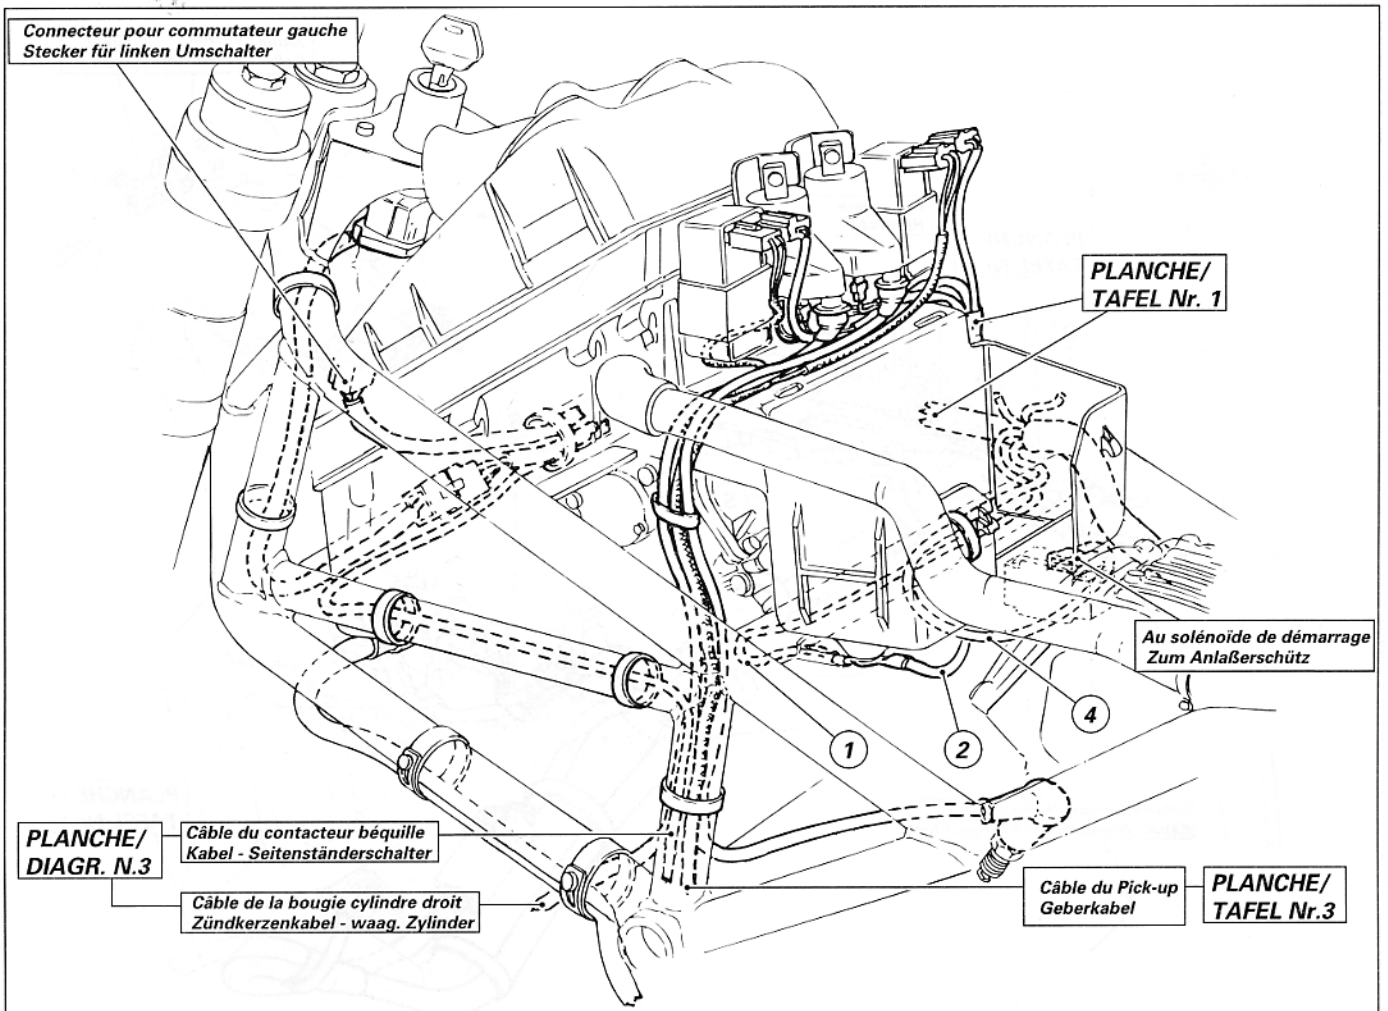 Connecteur pour commutateur gauche
Stecker für linken Umschalter
PLANCHE/
TAFEL Nr. 1
Au solénoïde de démarrage
Zum Anlaßerschütz
1
2
4
PLANCHE/
DIAGR. N.3
Câble du contacteur béquille
Kabel - Seitenständerschalter
Câble de la bougie cylindre droit
Zündkerzenkabel - waag. Zylinder
Câble du Pick-up
Geberkabel
PLANCHE/
TAFEL Nr.3